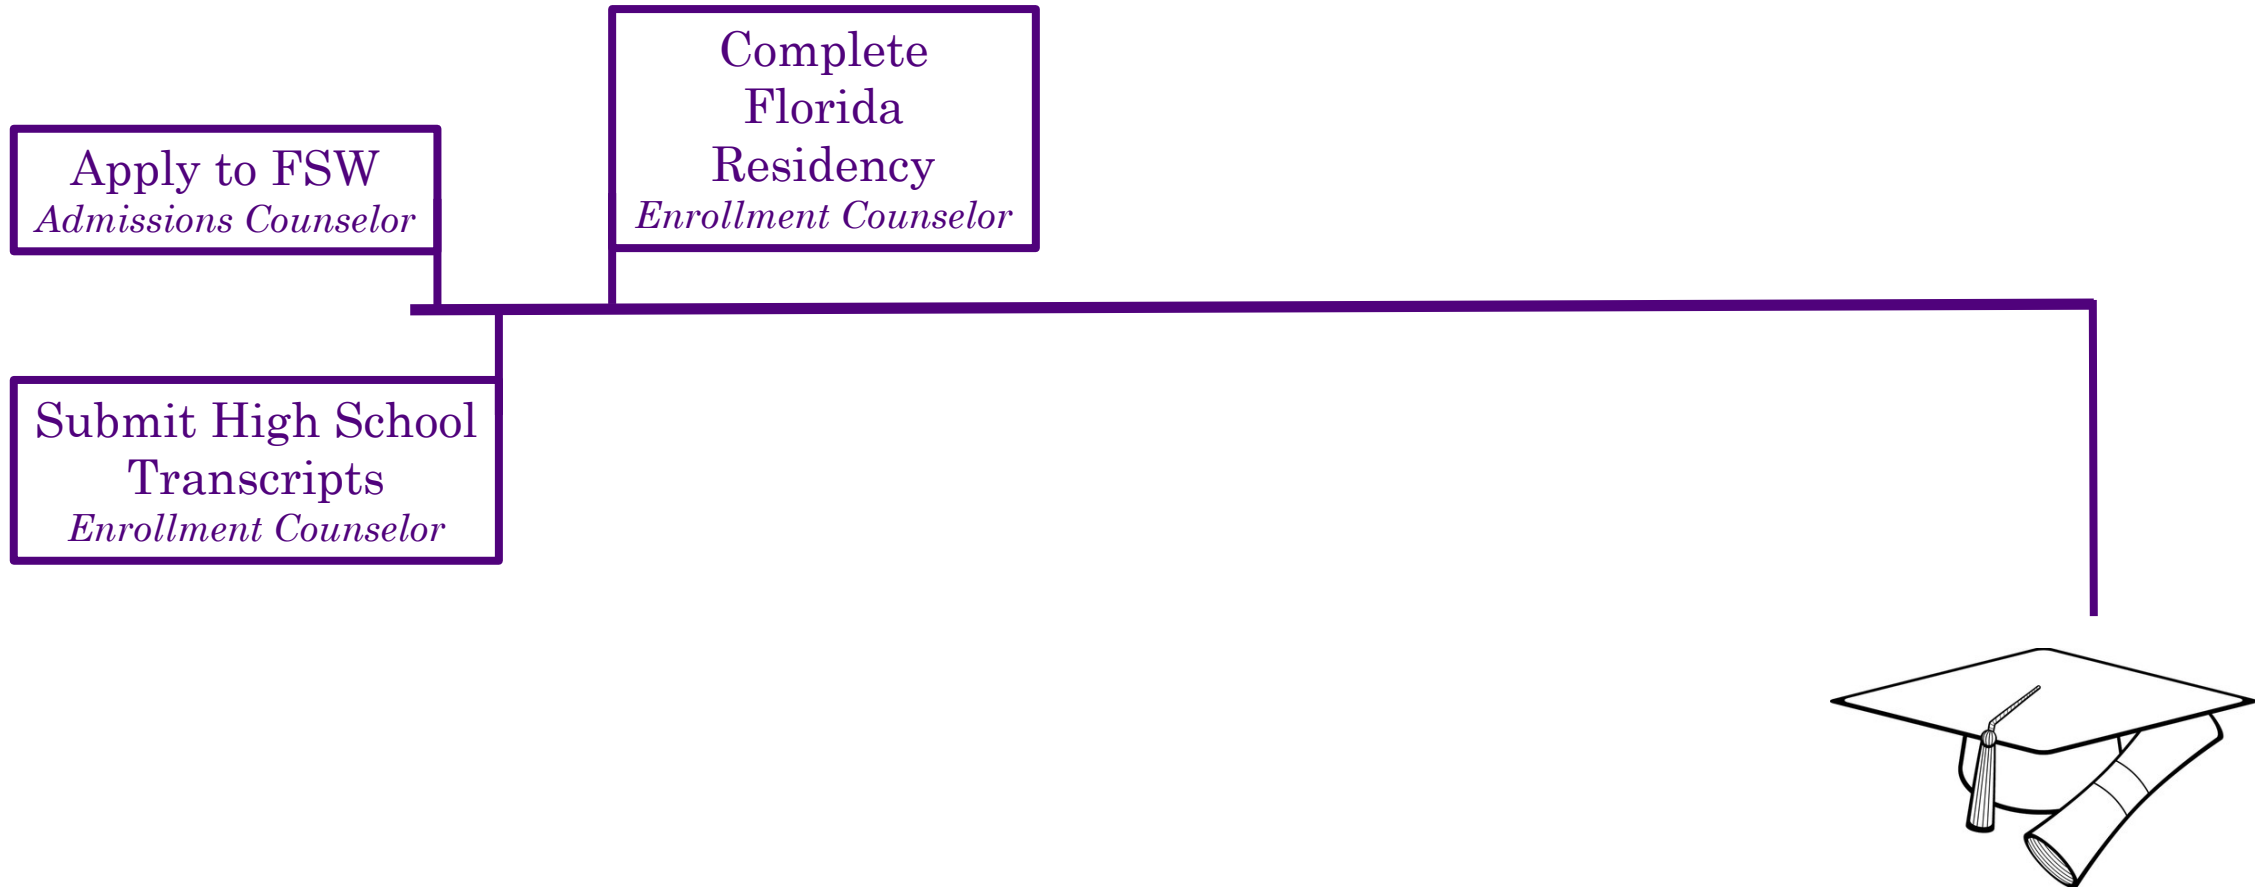 Apply to FSW
Admissions Counselor
Submit High School
Transcripts
Enrollment Counselor
Complete
Florida
Residency
Enrollment Counselor